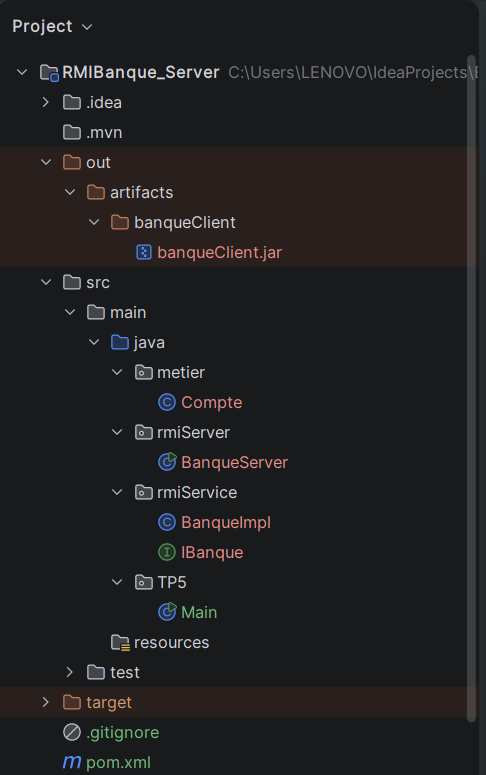 Project
RMIBanque_Server C:\Users\LENOVO\IdeaProjects\
.idea
.mvn
out
artifacts
banqueClient
banqueClient.jar
src
main
java
metier
Compte
rmiServer
BanqueServer
rmiService
BanqueImpl
IBanque
TP5
Main
resources
test
target
.gitignore
pom.xml